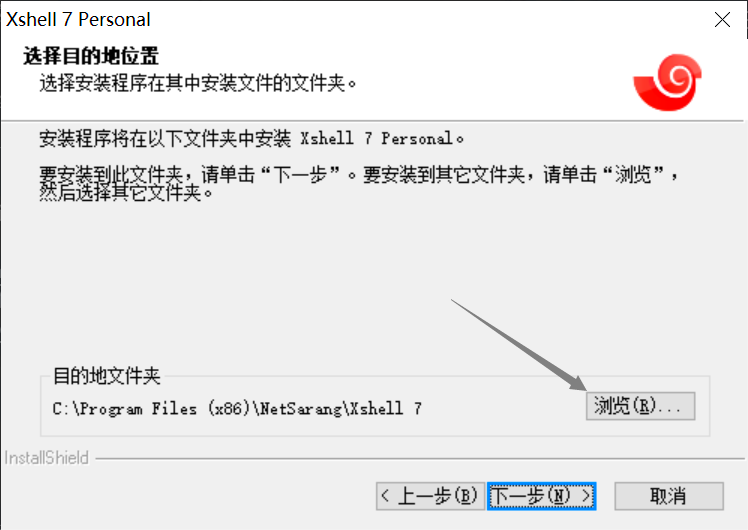 Xshell 7 Personal
选择目的地位置
选择安装程序在其中安装文件的文件夹。
安装程序将在以下文件夹中安装 Xshell 7 Personal。
要安装到此文件夹，请单击“下一步”。要安装到其它文件夹，请单击“浏览”，
然后选择其它文件夹。
目的地文件夹
C:\Program Files (x86)\NetSarang\Xshell 7
浏览(R)...
InstallShield
< 上一步(B) 下一步(N) > 取消